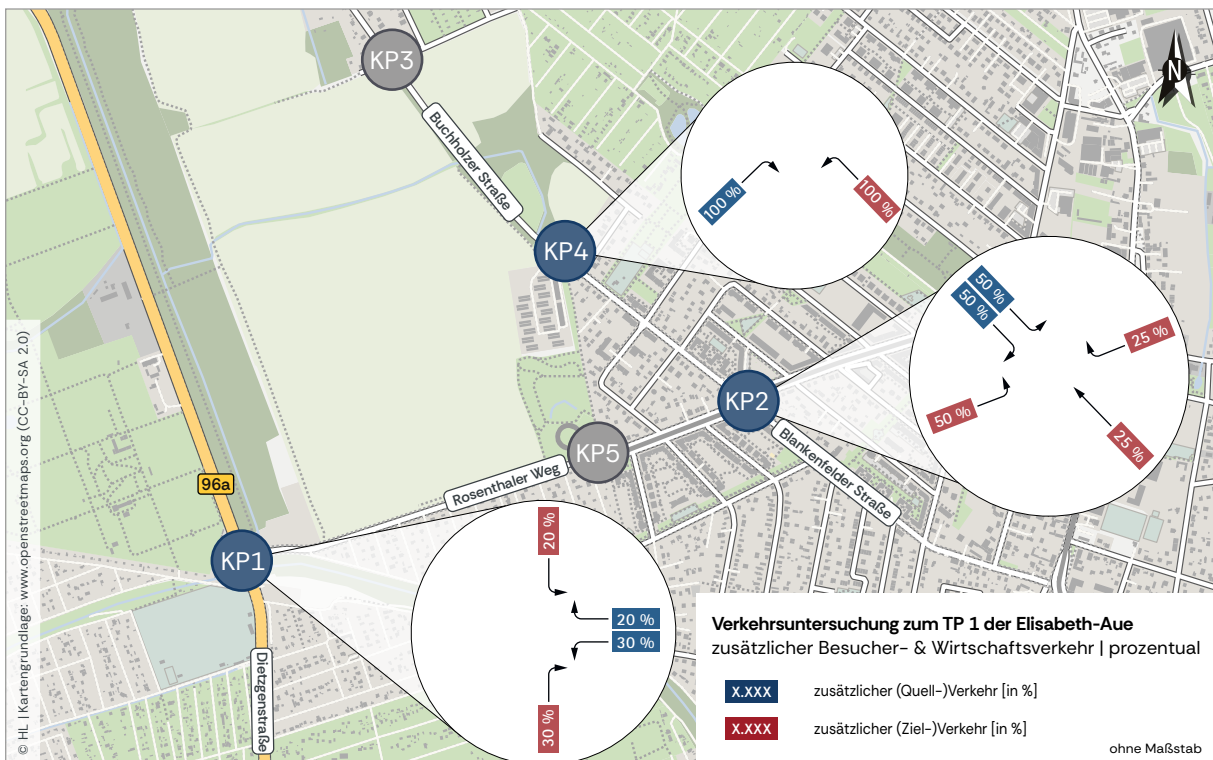 KP3
N
Buchholzer Straße
100 %
100 %
KP4
50 %
50 %
25 %
50 %
25 %
KP2
Blankenfelder Straße
KP5
Rosenthaler Weg
96a
KP1
Dietzgenstraße
20 %
20 %
30 %
30 %
Verkehrsuntersuchung zum TP 1 der Elisabeth-Aue
zusätzlicher Besucher- & Wirtschaftsverkehr | prozentual
X.XXX zusätzlicher (Quell-)Verkehr [in %]
X.XXX zusätzlicher (Ziel-)Verkehr [in %]
ohne Maßstab
© HL | Kartengrundlage: www.openstreetmaps.org (CC-BY-SA 2.0)